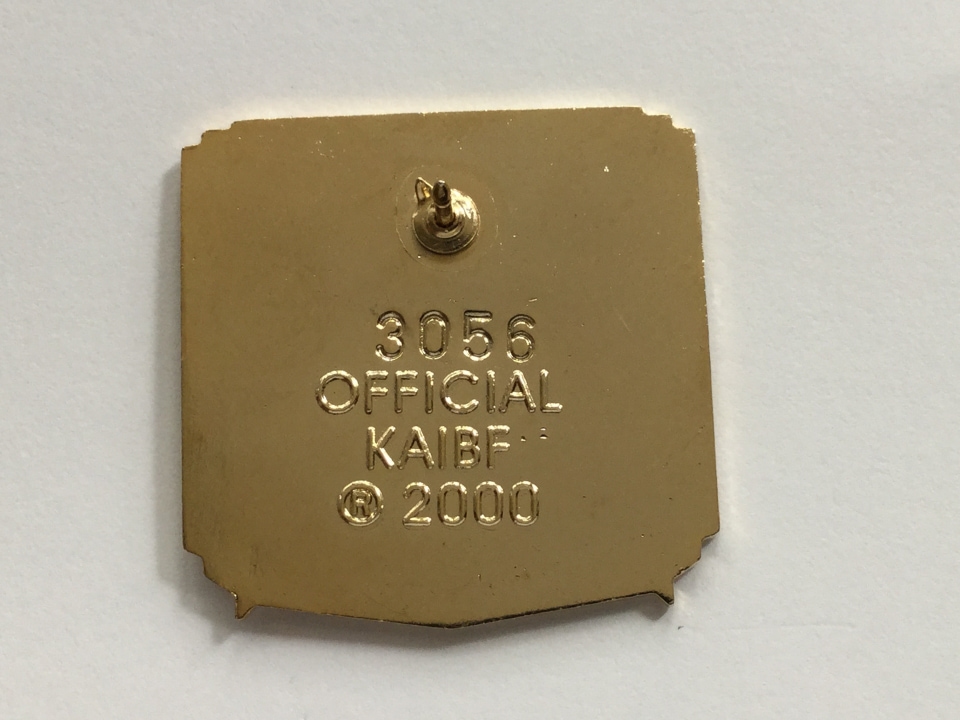 3056
OFFICIAL
KAIBF
® 2000